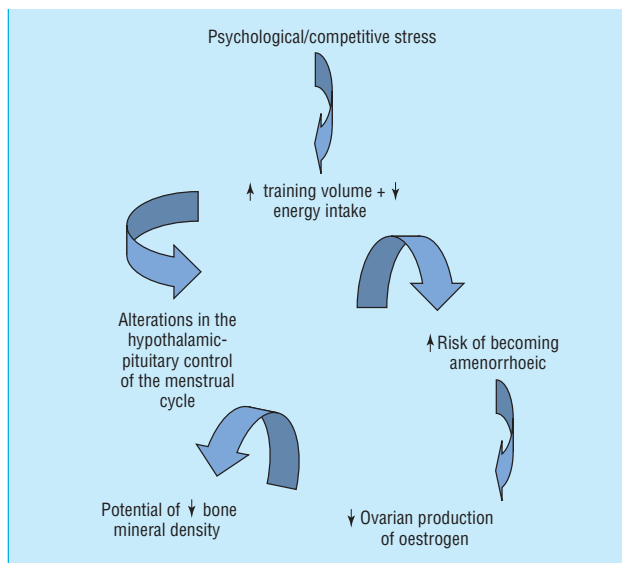 Psychological/competitive stress
↑ training volume + ↓
energy intake
Alterations in the
hypothalamic-
pituitary control
of the menstrual
cycle
↑ Risk of becoming
amenorrhoeic
Potential of ↓ bone
mineral density
↓ Ovarian production
of oestrogen